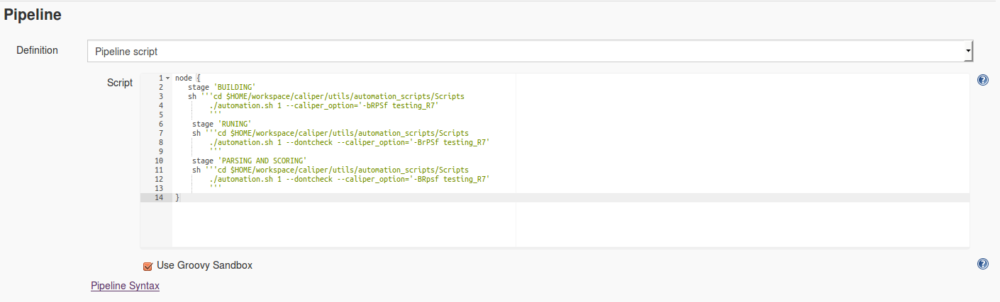 Pipeline
Definition
Pipeline script
Script
1 node {
2 stage 'BUILDING'
3 sh '''cd $HOME/workspace/caliper/utils/automation_scripts/Scripts
4 ./automation.sh 1 --caliper_option='-bRPSf testing_R7'
5 '''
6 stage 'RUNING'
7 sh '''cd $HOME/workspace/caliper/utils/automation_scripts/Scripts
8 ./automation.sh 1 --dontcheck --caliper_option='-BrPSf testing_R7'
9 '''
10 stage 'PARSING AND SCORING'
11 sh '''cd $HOME/workspace/caliper/utils/automation_scripts/Scripts
12 ./automation.sh 1 --dontcheck --caliper_option='-BRpsf testing_R7'
13 '''
14 }
Use Groovy Sandbox
Pipeline Syntax